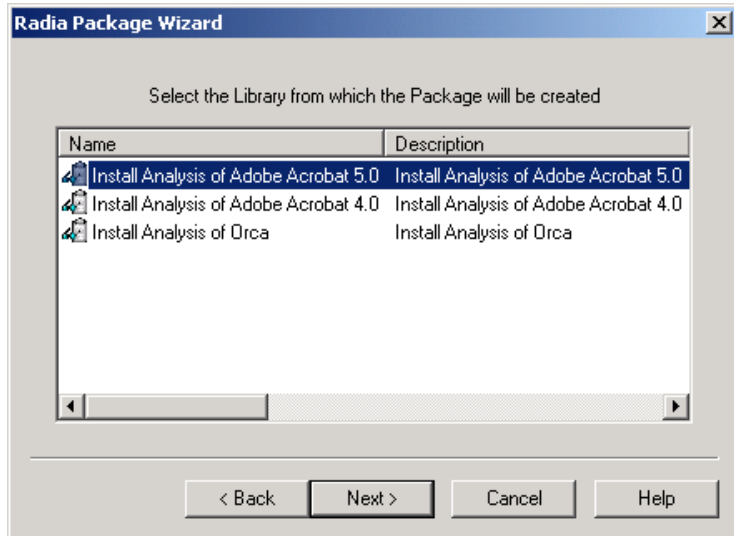 Radia Package Wizard
Select the Library from which the Package will be created
Name Description
Install Analysis of Adobe Acrobat 5.0 Install Analysis of Adobe Acrobat 5.0
Install Analysis of Adobe Acrobat 4.0 Install Analysis of Adobe Acrobat 4.0
Install Analysis of Orca Install Analysis of Orca
< Back Next > Cancel Help